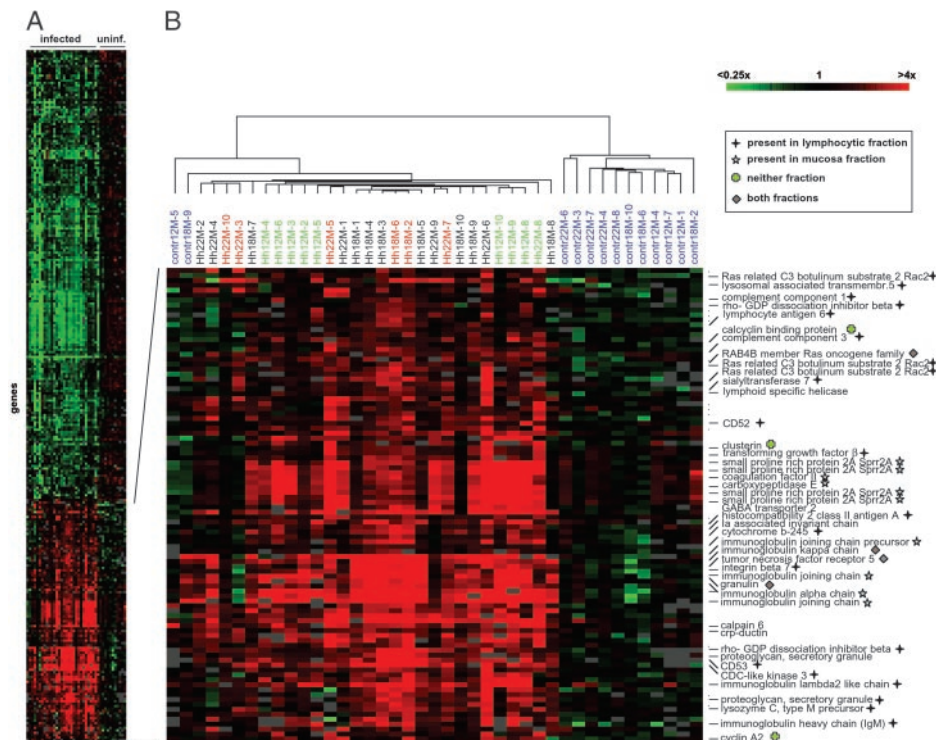 A
B
infected uninf.
<0.25x 1 >4x
present in lymphocytic fraction
present in mucosa fraction
neither fraction
both fractions
genes
contr12M-5
contr18M-9
Hh22M-2
Hh22M-4
Hh22M-10
Hh22M-3
Hh18M-7
Hh12M-4
Hh12M-6
Hh12M-3
Hh12M-2
Hh12M-5
Hh22M-5
Hh22M-1
Hh18M-1
Hh18M-4
Hh18M-3
Hh18M-6
Hh18M-2
Hh18M-5
Hh22M-9
Hh22M-7
Hh18M-10
Hh18M-9
Hh22M-6
Hh12M-10
Hh12M-9
Hh12M-8
Hh22M-8
Hh18M-8
contr22M-6
contr22M-3
contr22M-7
contr22M-4
contr22M-8
contr18M-10
contr18M-6
contr12M-4
contr12M-7
contr12M-1
contr18M-2
Ras related C3 botulinum substrate 2 Rac2
lysosomal associated transmembr.5
complement component 1
rho- GDP dissociation inhibitor beta
lymphocyte antigen 6
calcyclin binding protein
complement component 3
RAB4B member Ras oncogene family
Ras related C3 botulinum substrate 2 Rac2
Ras related C3 botulinum substrate 2 Rac2
sialyltransferase 7
lymphoid specific helicase
CD52
clusterin
transforming growth factor β
small proline rich protein 2A Sprr2A
small proline rich protein 2A Sprr2A
coagulation factor II
carboxypeptidase E
small proline rich protein 2A Sprr2A
small proline rich protein 2A Sprr2A
GABA transporter 2
histocompatibility 2 class II antigen A
Ia associated invariant chain
cytochrome b-245
immunoglobulin joining chain precursor
immunoglobulin kappa chain
tumor necrosis factor receptor 5
integrin beta 7
immunoglobulin joining chain
granulin
immunoglobulin alpha chain
immunoglobulin joining chain
calpain 6
crp-ductin
rho- GDP dissociation inhibitor beta
proteoglycan, secretory granule
CD53
CDC-like kinase 3
immunoglobulin lambda2 like chain
proteoglycan, secretory granule
lysozyme C, type M precursor
immunoglobulin heavy chain (IgM)
cyclin A2